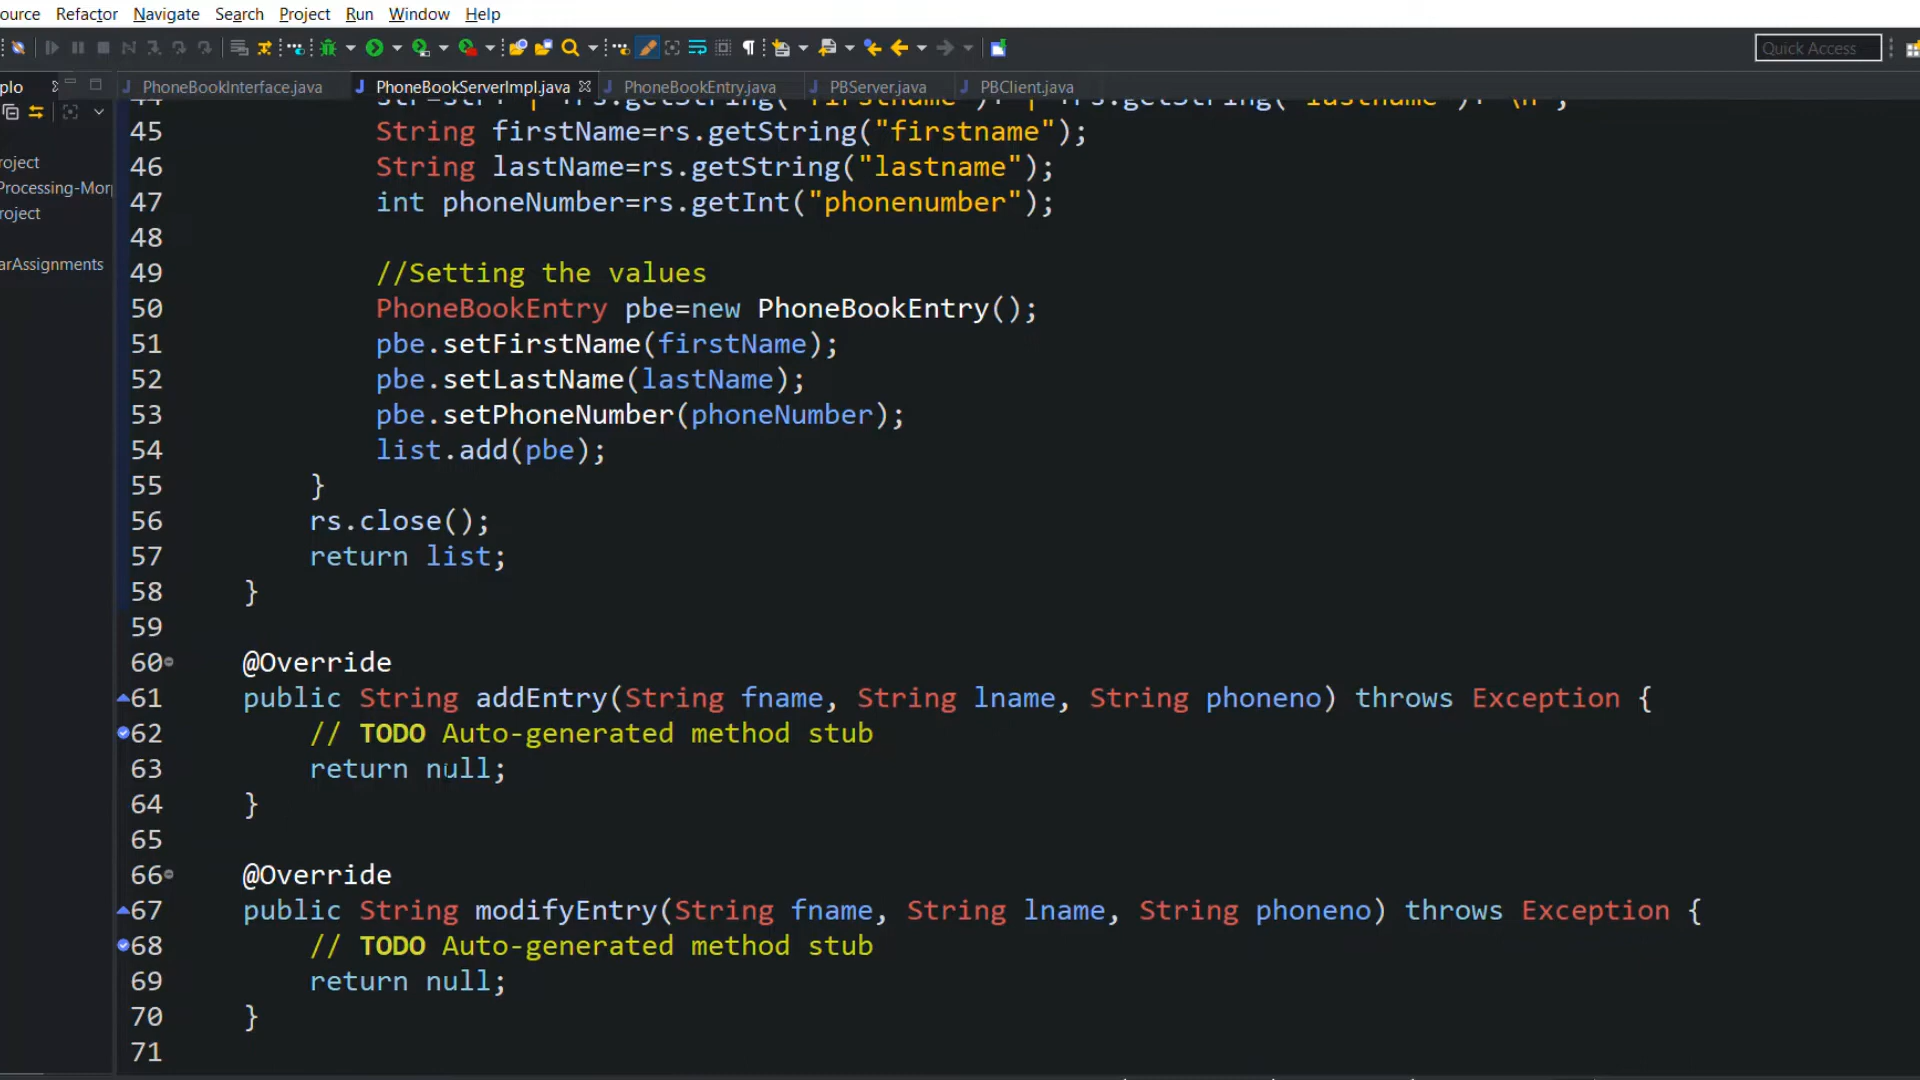 ource Refactor Navigate Search Project Run Window Help
Quick Access
plo PhoneBookInterface.java PhoneBookServerImpl.java PhoneBookEntry.java PBServer.java PBClient.java
roject
Processing-Mor
roject
arAssignments
45 String firstName=rs.getString("firstname");
46 String lastName=rs.getString("lastname");
47 int phoneNumber=rs.getInt("phonenumber");
48
49 //Setting the values
50 PhoneBookEntry pbe=new PhoneBookEntry();
51 pbe.setFirstName(firstName);
52 pbe.setLastName(lastName);
53 pbe.setPhoneNumber(phoneNumber);
54 list.add(pbe);
55 }
56 rs.close();
57 return list;
58 }
59
60 @Override
61 public String addEntry(String fname, String lname, String phoneno) throws Exception {
62 // TODO Auto-generated method stub
63 return null;
64 }
65
66 @Override
67 public String modifyEntry(String fname, String lname, String phoneno) throws Exception {
68 // TODO Auto-generated method stub
69 return null;
70 }
71